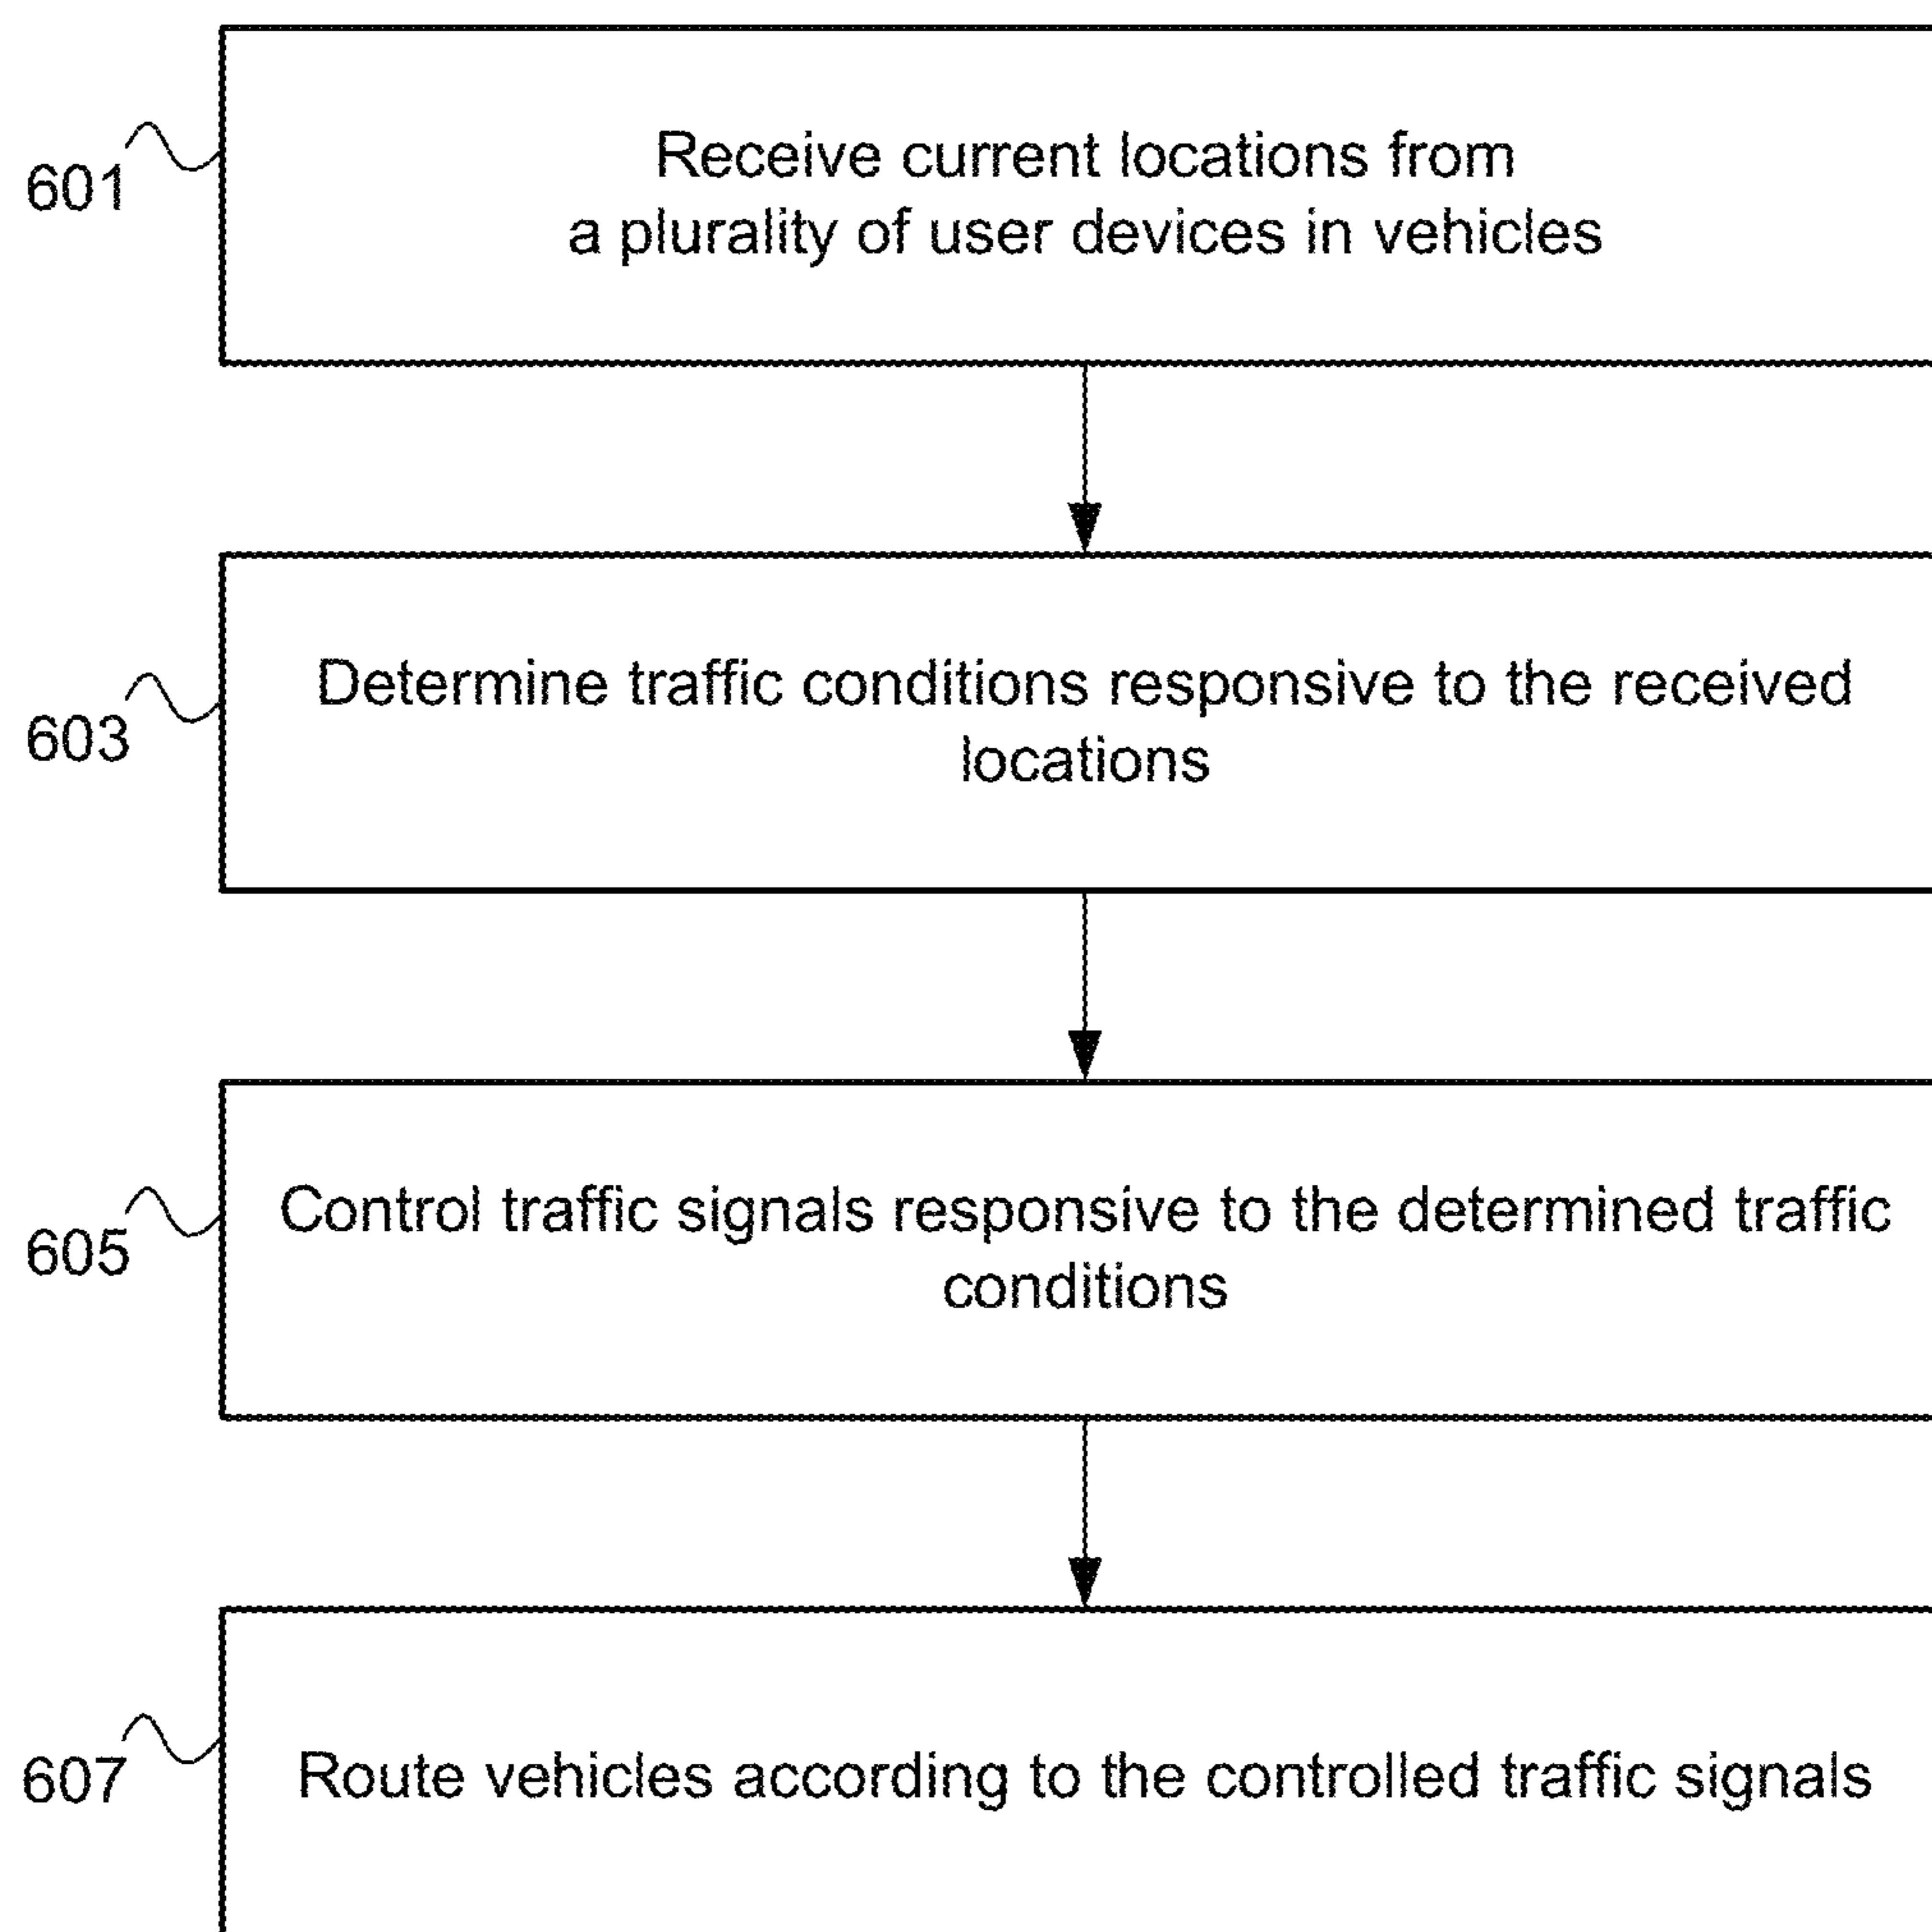 601
Receive current locations from
a plurality of user devices in vehicles
603
Determine traffic conditions responsive to the received
locations
605
Control traffic signals responsive to the determined traffic
conditions
607
Route vehicles according to the controlled traffic signals